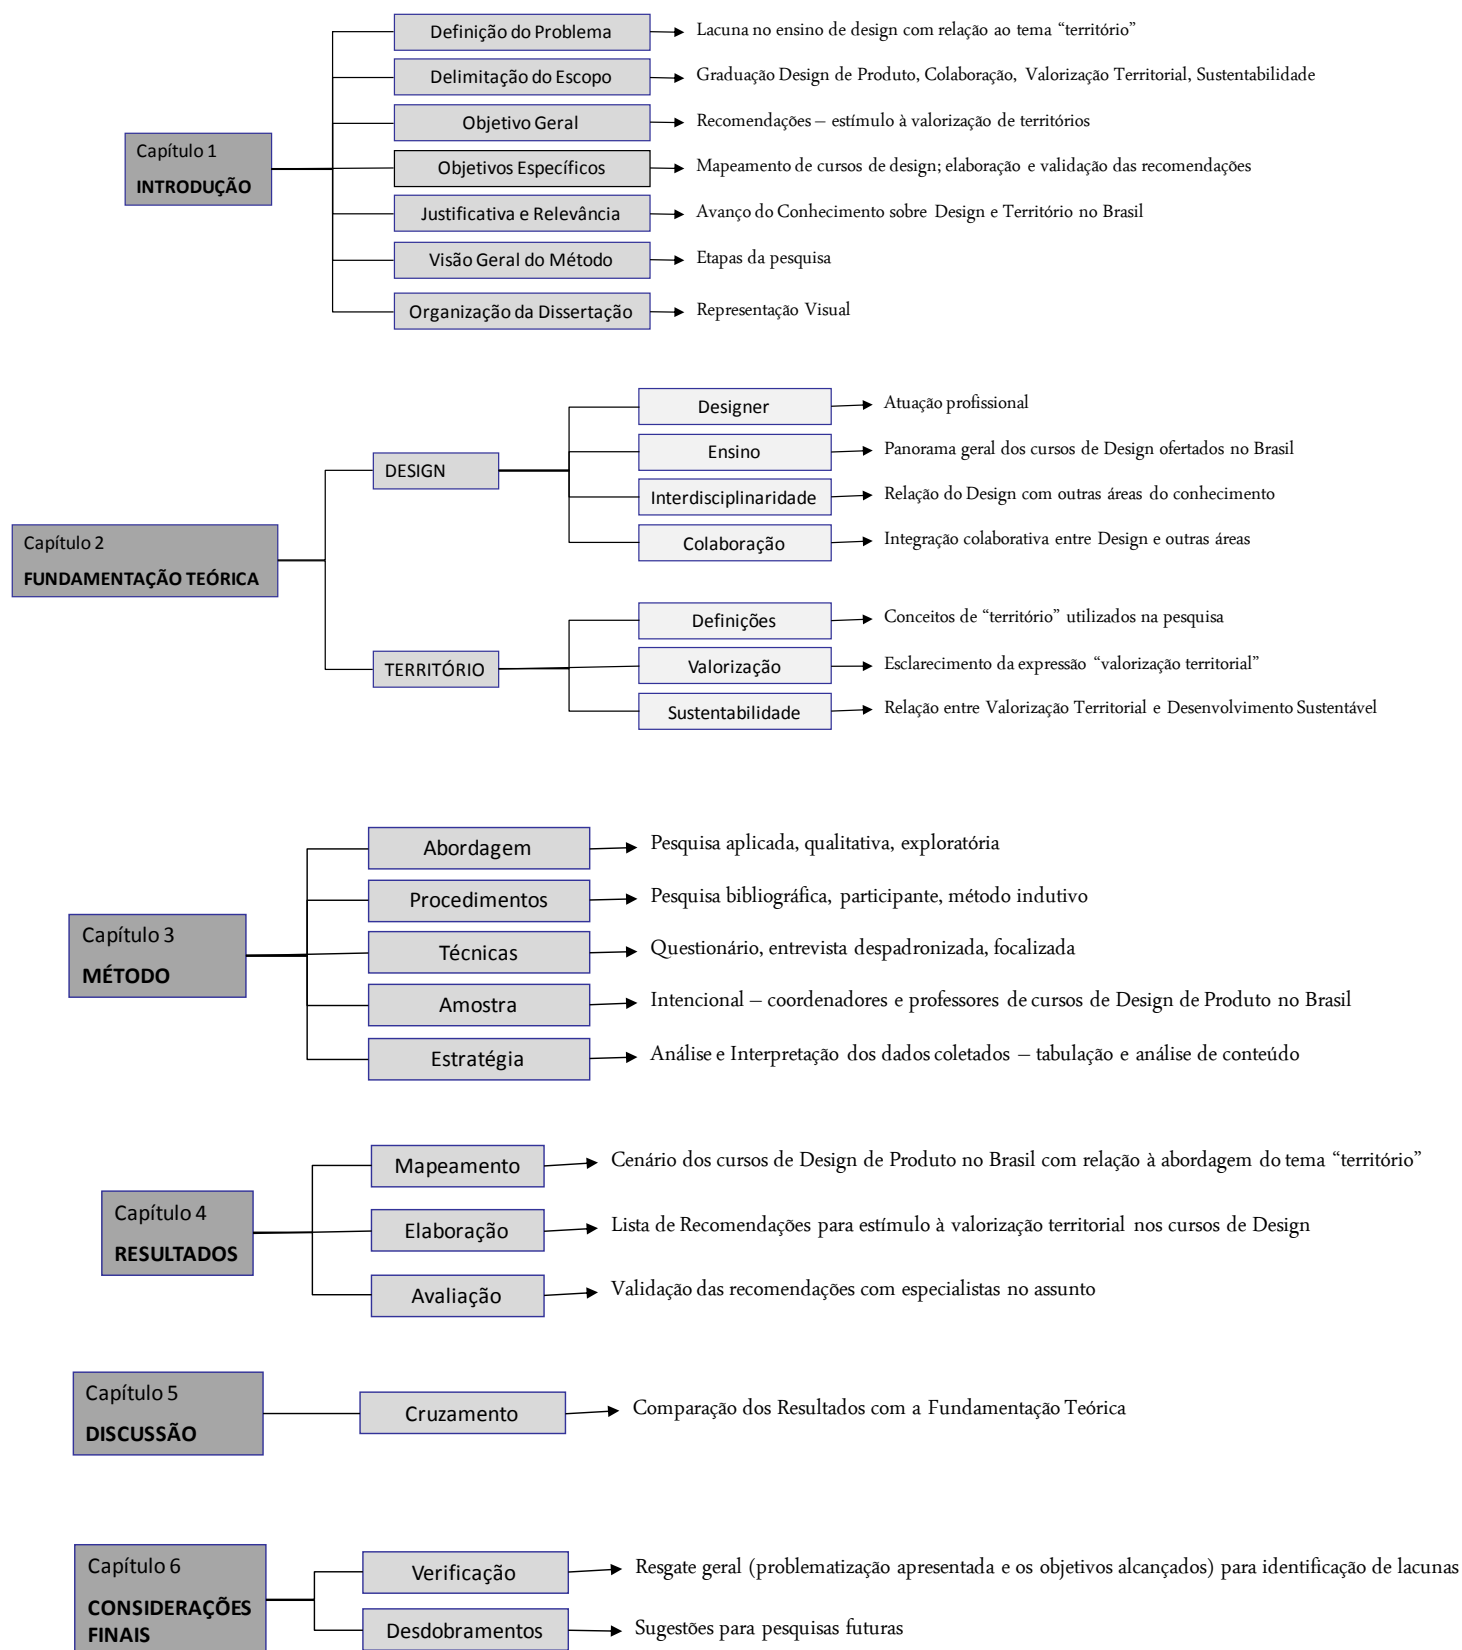 Capítulo 1
INTRODUÇÃO
Definição do Problema
Lacuna no ensino de design com relação ao tema “território”
Delimitação do Escopo
Graduação Design de Produto, Colaboração, Valorização Territorial, Sustentabilidade
Objetivo Geral
Recomendações – estímulo à valorização de territórios
Objetivos Específicos
Mapeamento de cursos de design; elaboração e validação das recomendações
Justificativa e Relevância
Avanço do Conhecimento sobre Design e Território no Brasil
Visão Geral do Método
Etapas da pesquisa
Organização da Dissertação
Representação Visual
Capítulo 2
FUNDAMENTAÇÃO TEÓRICA
DESIGN
Designer
Atuação profissional
Ensino
Panorama geral dos cursos de Design ofertados no Brasil
Interdisciplinaridade
Relação do Design com outras áreas do conhecimento
Colaboração
Integração colaborativa entre Design e outras áreas
TERRITÓRIO
Definições
Conceitos de “território” utilizados na pesquisa
Valorização
Esclarecimento da expressão “valorização territorial”
Sustentabilidade
Relação entre Valorização Territorial e Desenvolvimento Sustentável
Capítulo 3
MÉTODO
Abordagem
Pesquisa aplicada, qualitativa, exploratória
Procedimentos
Pesquisa bibliográfica, participante, método indutivo
Técnicas
Questionário, entrevista despadronizada, focalizada
Amostra
Intencional – coordenadores e professores de cursos de Design de Produto no Brasil
Estratégia
Análise e Interpretação dos dados coletados – tabulação e análise de conteúdo
Capítulo 4
RESULTADOS
Mapeamento
Cenário dos cursos de Design de Produto no Brasil com relação à abordagem do tema “território”
Elaboração
Lista de Recomendações para estímulo à valorização territorial nos cursos de Design
Avaliação
Validação das recomendações com especialistas no assunto
Capítulo 5
DISCUSSÃO
Cruzamento
Comparação dos Resultados com a Fundamentação Teórica
Capítulo 6
CONSIDERAÇÕES
FINAIS
Verificação
Resgate geral (problematização apresentada e os objetivos alcançados) para identificação de lacunas
Desdobramentos
Sugestões para pesquisas futuras